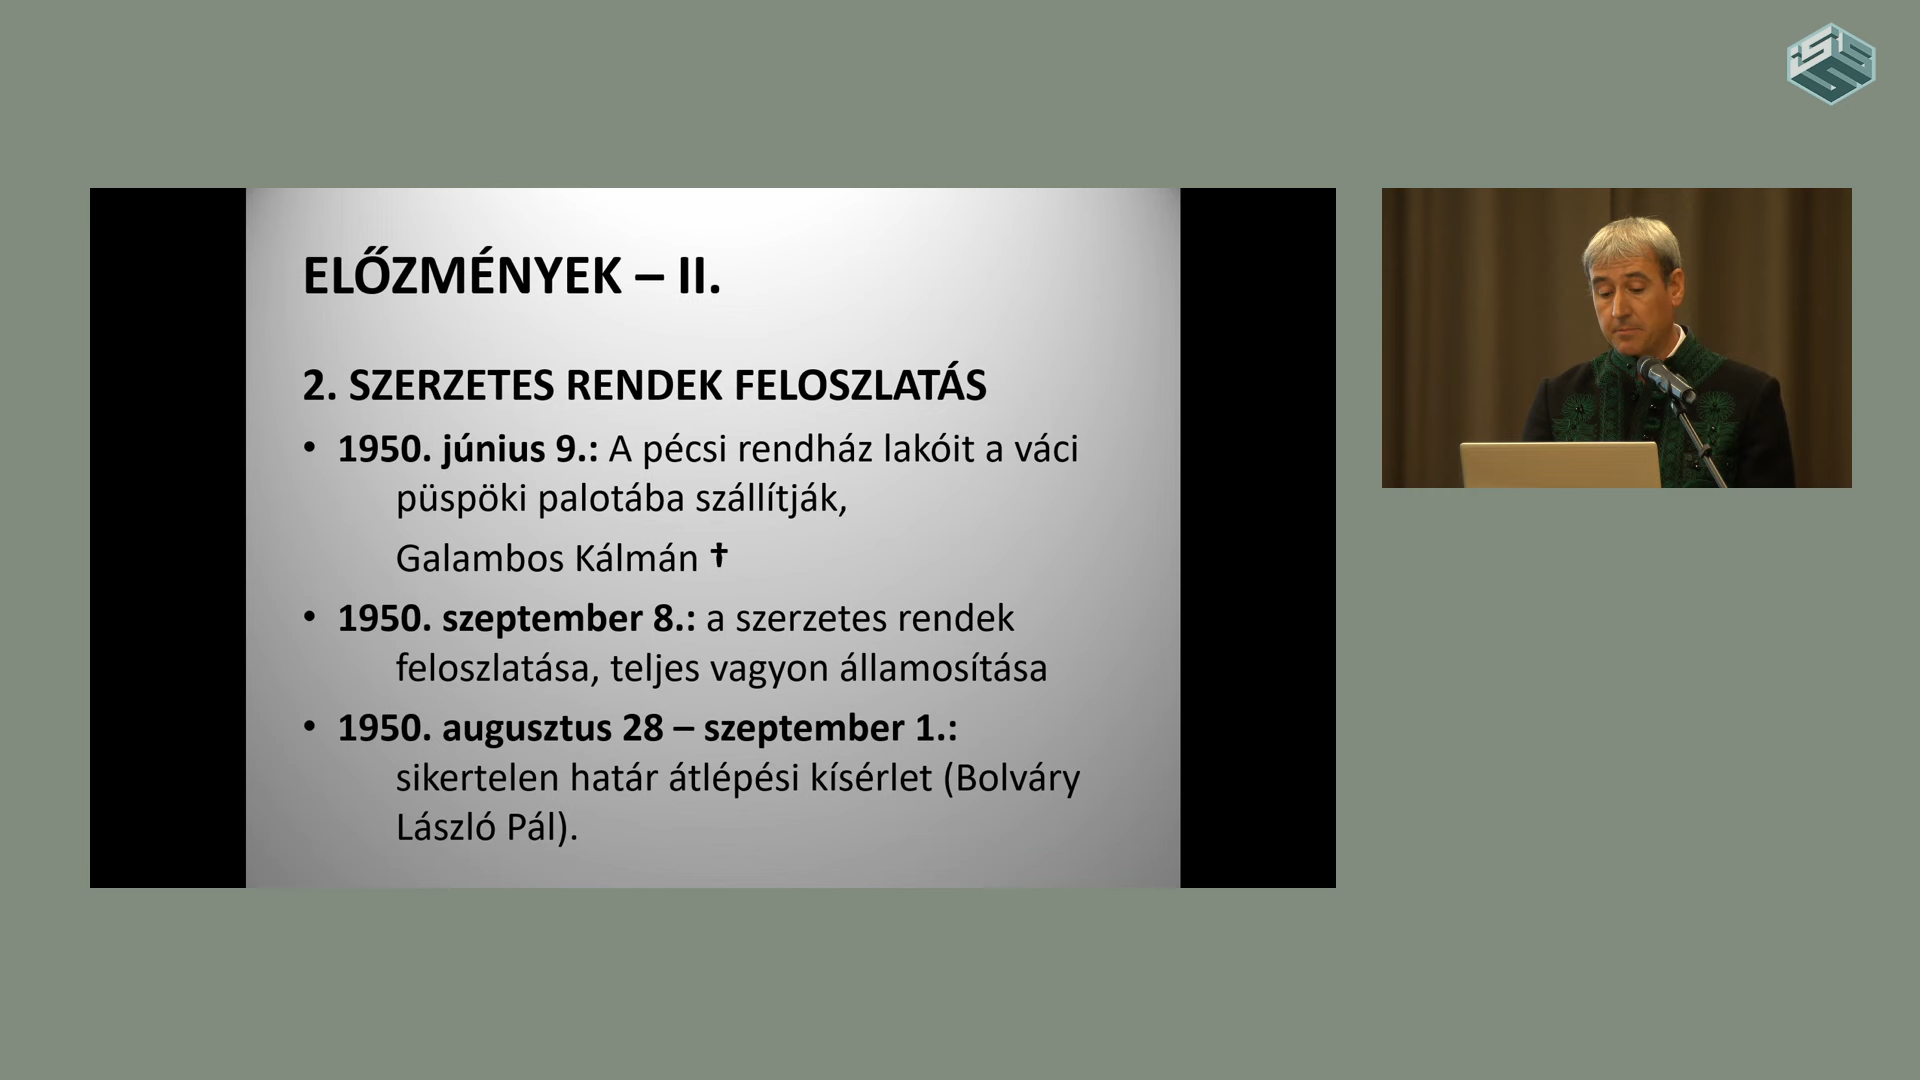 ELŐZMÉNYEK – II.
2. SZERZETES RENDEK FELOSZLATÁS
• 1950. június 9.: A pécsi rendház lakóit a váci
püspöki palotába szállítják,
Galambos Kálmán ✝
• 1950. szeptember 8.: a szerzetes rendek
feloszlatása, teljes vagyon államosítása
• 1950. augusztus 28 – szeptember 1.:
sikertelen határ átlépési kísérlet (Bolváry
László Pál).